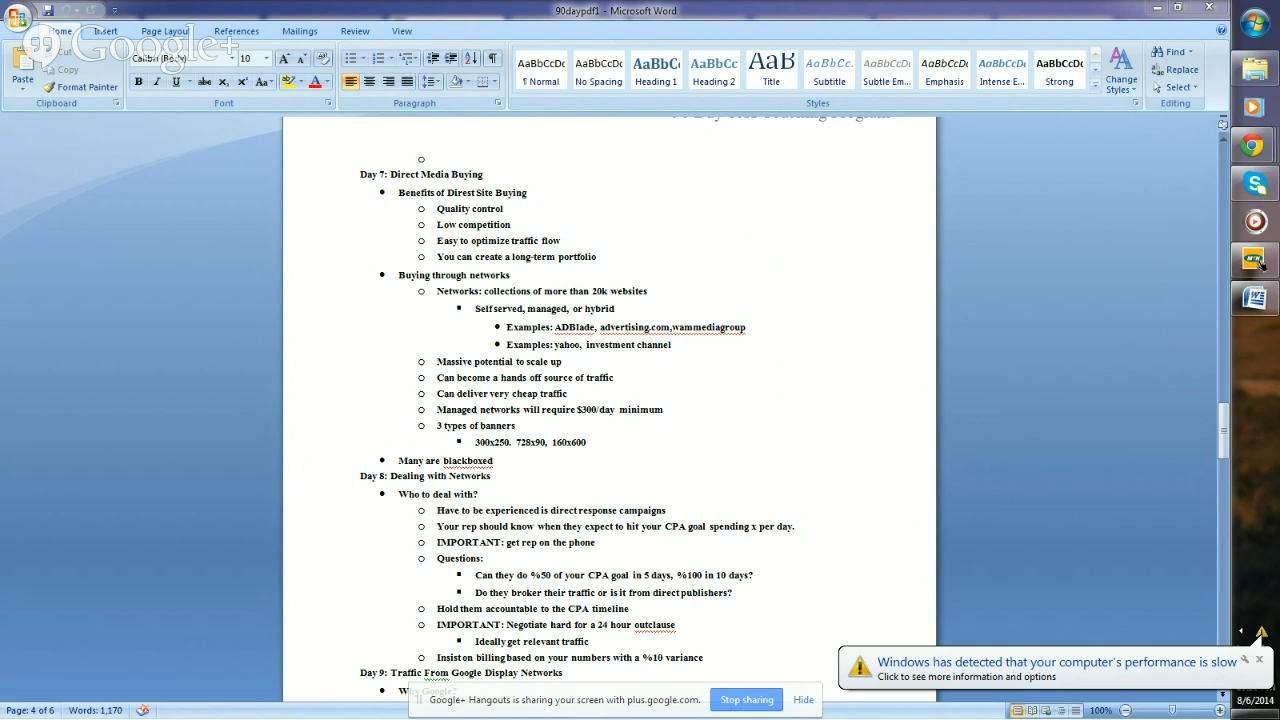 90daypdf1 - Microsoft Word
Home Insert Page Layout References Mailings Review View
Google+
Cut
Copy
Format Painter
Paste
Clipboard
Calibri (Body) 10
Font
Paragraph
AaBbCcDc AaBbCcDc AaBbCc AaBbCc AaB AaBbCc. AaBbCcDc AaBbCcDc AaBbCcDc AaBbCcDc
¶ Normal No Spacing Heading 1 Heading 2 Title Subtitle Subtle Em... Emphasis Intense E... Strong
Change Styles
Styles
Find
Replace
Select
Editing
Day 7: Direct Media Buying
Benefits of Direst Site Buying
Quality control
Low competition
Easy to optimize traffic flow
You can create a long-term portfolio
Buying through networks
Networks: collections of more than 20k websites
Self served, managed, or hybrid
Examples: ADBlade, advertising.com,wammediagroup
Examples: yahoo, investment channel
Massive potential to scale up
Can become a hands off source of traffic
Can deliver very cheap traffic
Managed networks will require $300/day minimum
3 types of banners
300x250. 728x90, 160x600
Many are blackboxed
Day 8: Dealing with Networks
Who to deal with?
Have to be experienced is direct response campaigns
Your rep should know when they expect to hit your CPA goal spending x per day.
IMPORTANT: get rep on the phone
Questions:
Can they do %50 of your CPA goal in 5 days, %100 in 10 days?
Do they broker their traffic or is it from direct publishers?
Hold them accountable to the CPA timeline
IMPORTANT: Negotiate hard for a 24 hour outclause
Ideally get relevant traffic
Insist on billing based on your numbers with a %10 variance
Day 9: Traffic From Google Display Networks
Why Google?
Google+ Hangouts is sharing your screen with plus.google.com. Stop sharing Hide
Windows has detected that your computer's performance is slow
Click to see more information and options
Page: 4 of 6 Words: 1,170
100%
8/6/2014